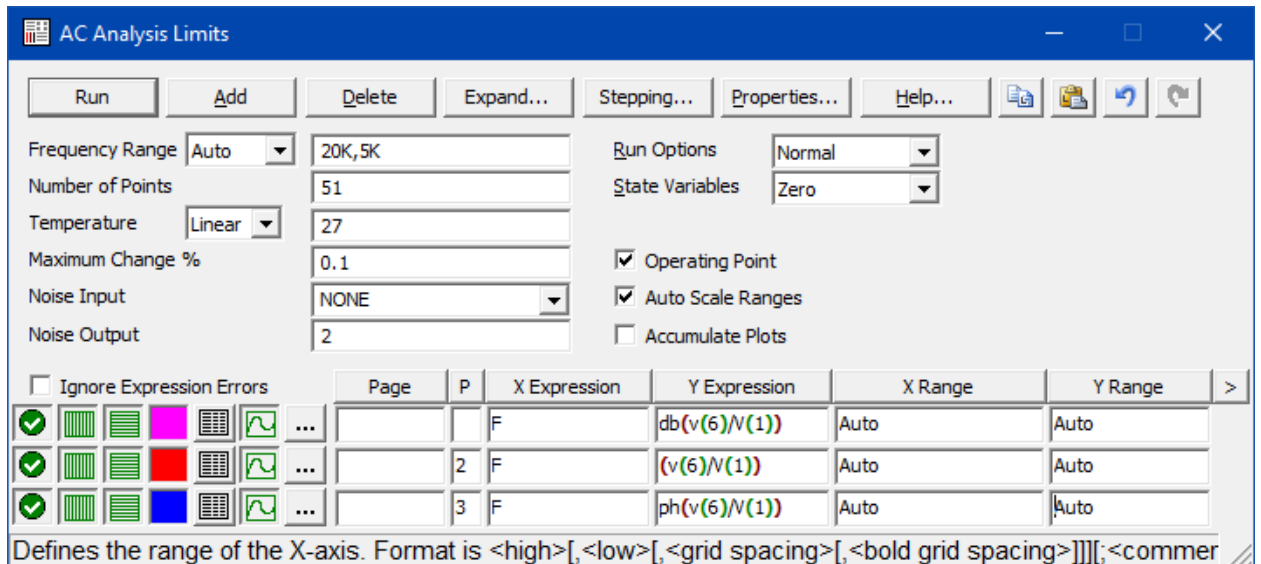 AC Analysis Limits
Run Add Delete Expand... Stepping... Properties... Help...
Frequency Range Auto 20K,5K Run Options Normal
Number of Points 51 State Variables Zero
Temperature Linear 27
Maximum Change % 0.1 Operating Point
Noise Input NONE Auto Scale Ranges
Noise Output 2 Accumulate Plots
Ignore Expression Errors Page P X Expression Y Expression X Range Y Range >
... F db(v(6)/V(1)) Auto Auto
... 2 F (v(6)/V(1)) Auto Auto
... 3 F ph(v(6)/V(1)) Auto Auto
Defines the range of the X-axis. Format is <high>[,<low>[,<grid spacing>[,<bold grid spacing>]]][;<commer